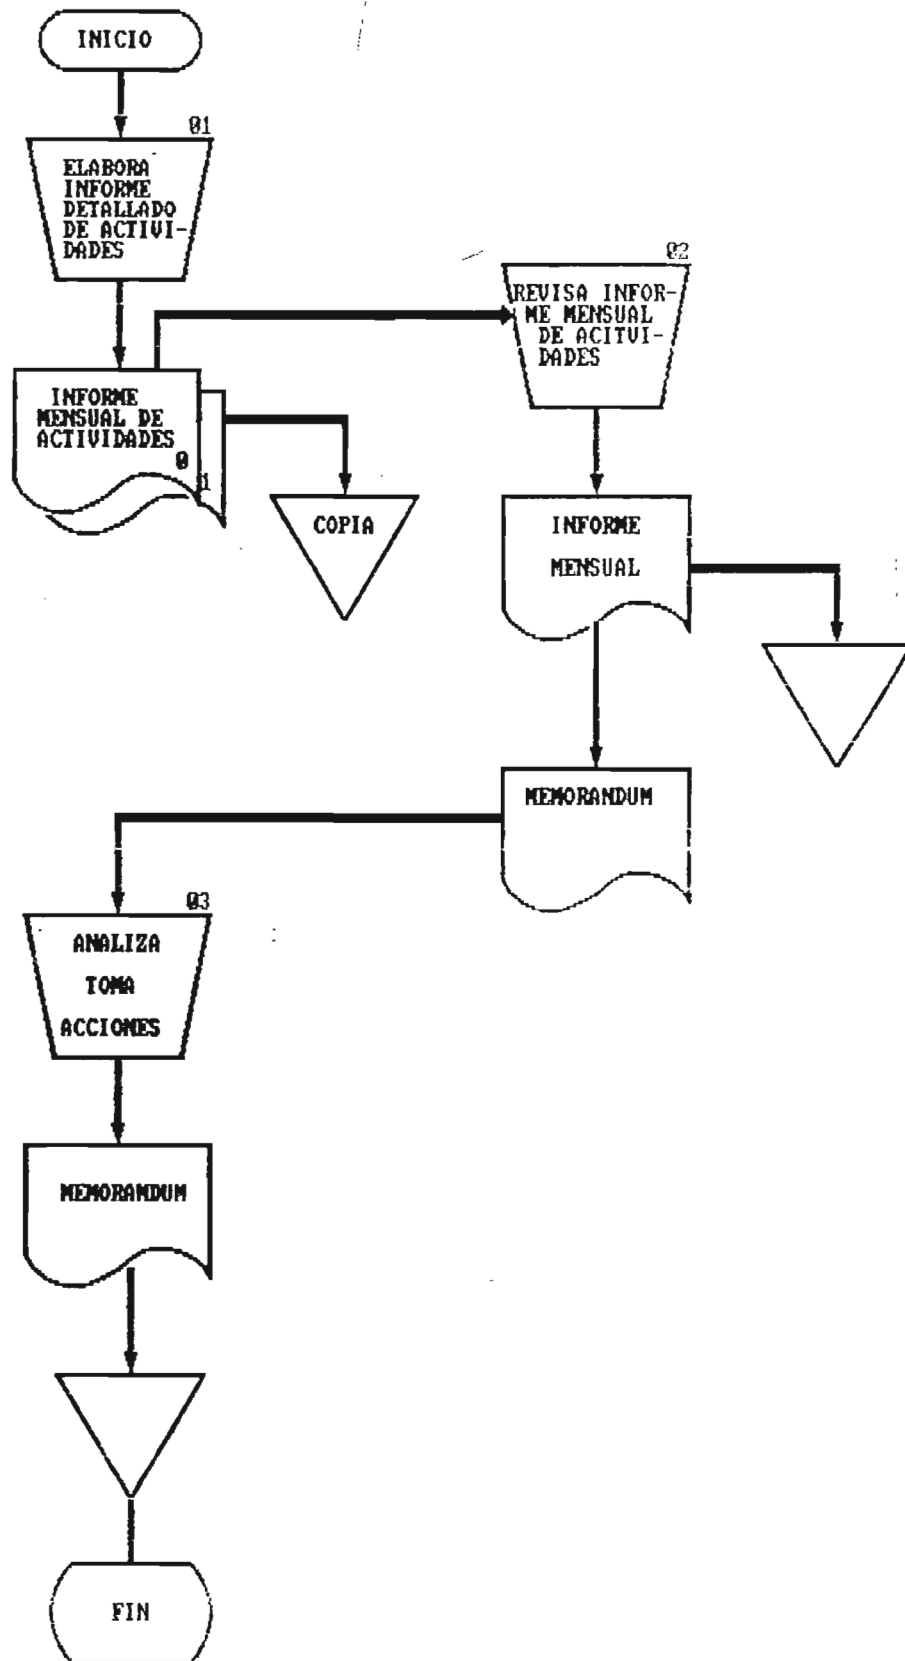 INICIO
01
ELABORA
INFORME
DETALLADO
DE ACTIVI-
DADES
02
REVISA INFOR-
ME MENSUAL
DE ACITVI-
DADES
INFORME
MENSUAL DE
ACTIVIDADES
0
1
COPIA
INFORME
MENSUAL
MEMORANDUM
03
ANALIZA
TOMA
ACCIONES
MEMORANDUM
FIN